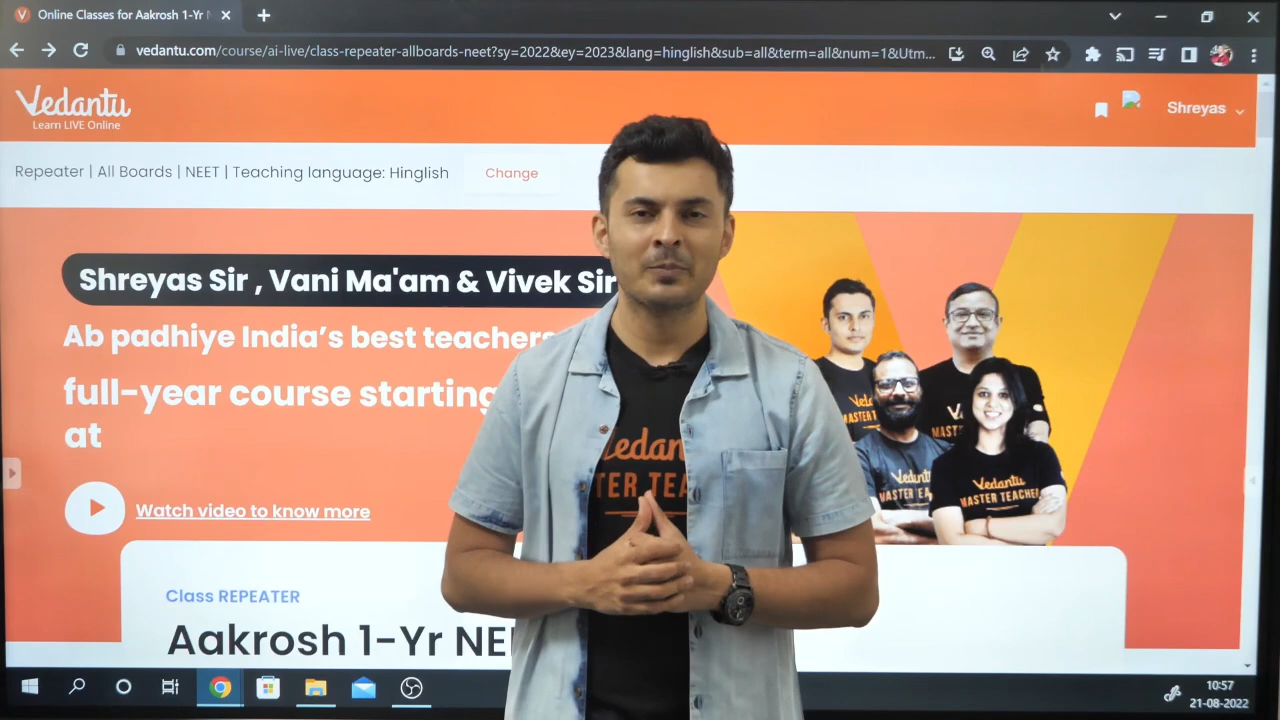 Online Classes for Aakrosh 1-Yr
vedantu.com/course/ai-live/class-repeater-allboards-neet?sy=2022&ey=2023&lang=hinglish&sub=all&term=all&num=1&Utm...
Vedantu
Learn LIVE Online
Shreyas
Repeater | All Boards | NEET | Teaching language: Hinglish
Change
Shreyas Sir , Vani Ma'am & Vivek Sir
Ab padhiye India’s best teachers
full-year course starting
at
Watch video to know more
Vedantu
MASTER TEACHER
Class REPEATER
Aakrosh 1-Yr
10:57
21-08-2022